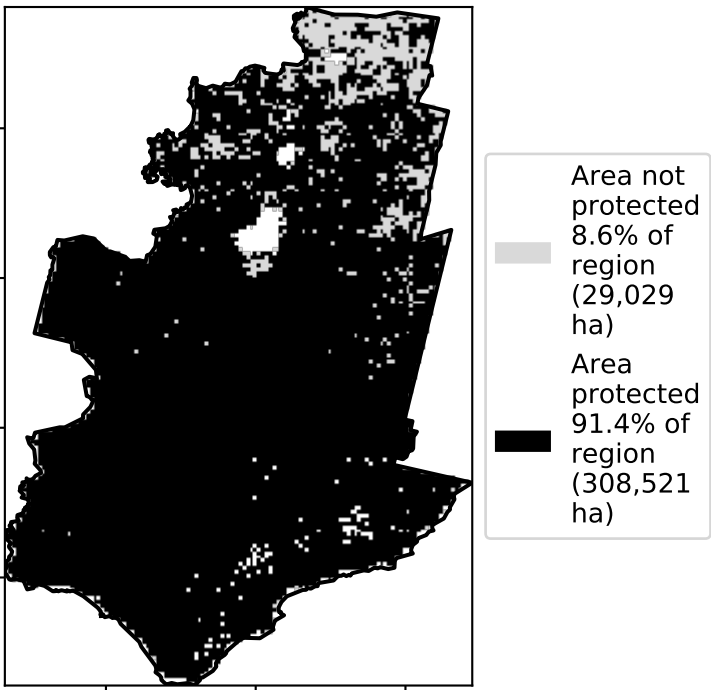 Area not
protected
8.6% of
region
(29,029
ha)
Area
protected
91.4% of
region
(308,521
ha)